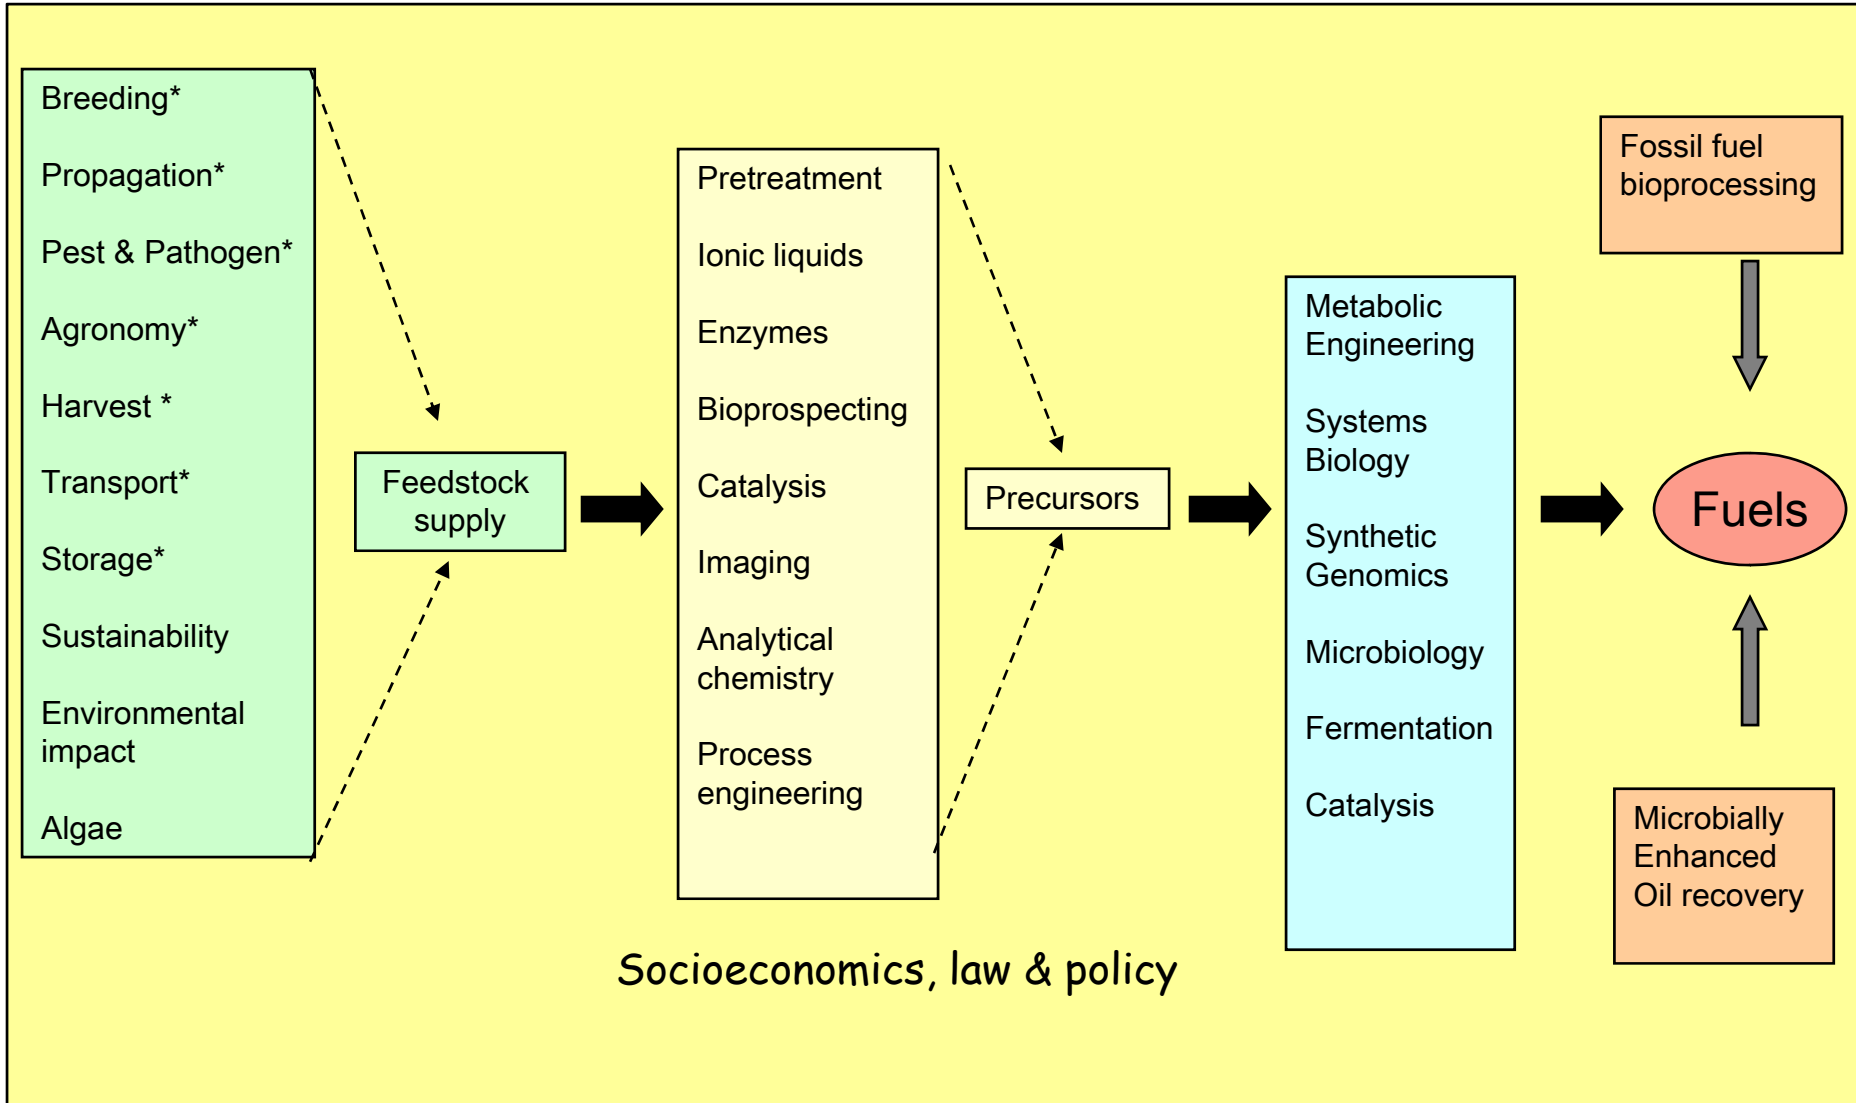 Breeding*
Propagation*
Pest & Pathogen*
Agronomy*
Harvest *
Transport*
Storage*
Sustainability
Environmental
impact
Algae
Feedstock
supply
Pretreatment
Ionic liquids
Enzymes
Bioprospecting
Catalysis
Imaging
Analytical
chemistry
Process
engineering
Precursors
Metabolic
Engineering
Systems
Biology
Synthetic
Genomics
Microbiology
Fermentation
Catalysis
Fossil fuel
bioprocessing
Fuels
Microbially
Enhanced
Oil recovery
Socioeconomics, law & policy